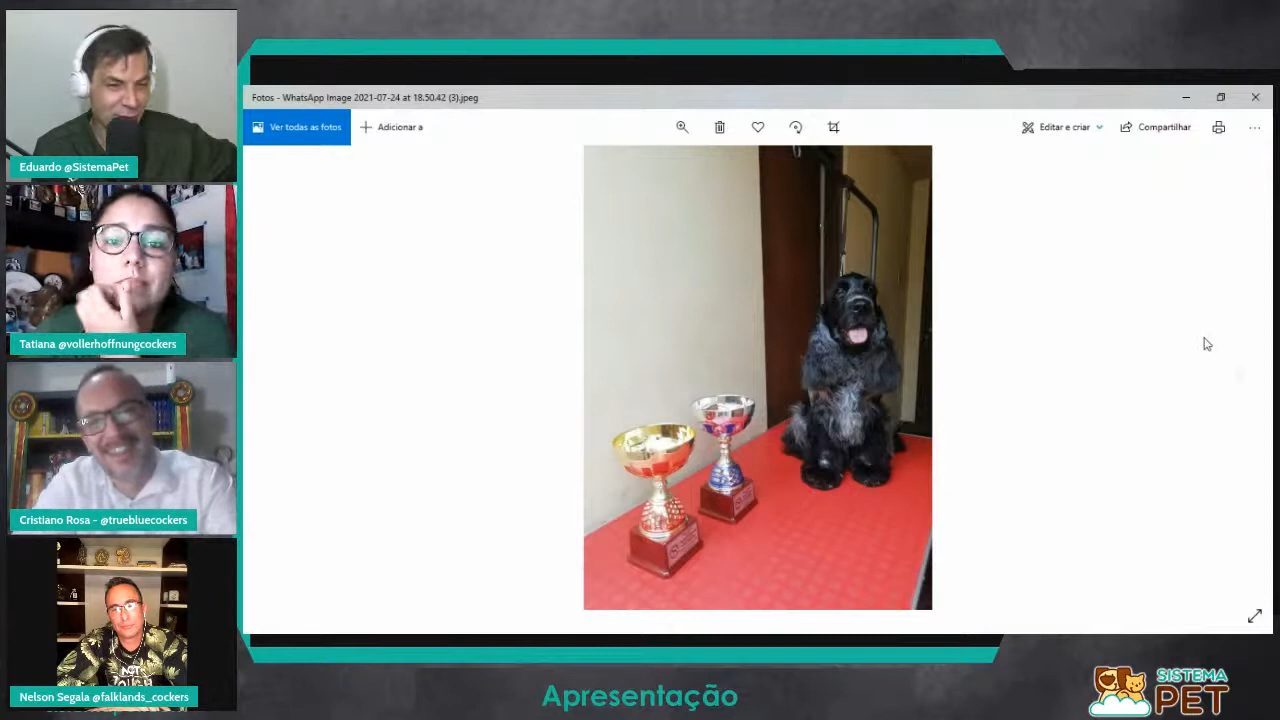 Eduardo @SistemaPet
Tatiana @vollerhoffnungcockers
Cristiano Rosa - @truebluecockers
Nelson Segala @falklands_cockers
Fotos - WhatsApp Image 2021-07-24 at 18.50.42 (3).jpeg
Ver todas as fotos
Adicionar a
Editar e criar
Compartilhar
Apresentação
SISTEMA
PET